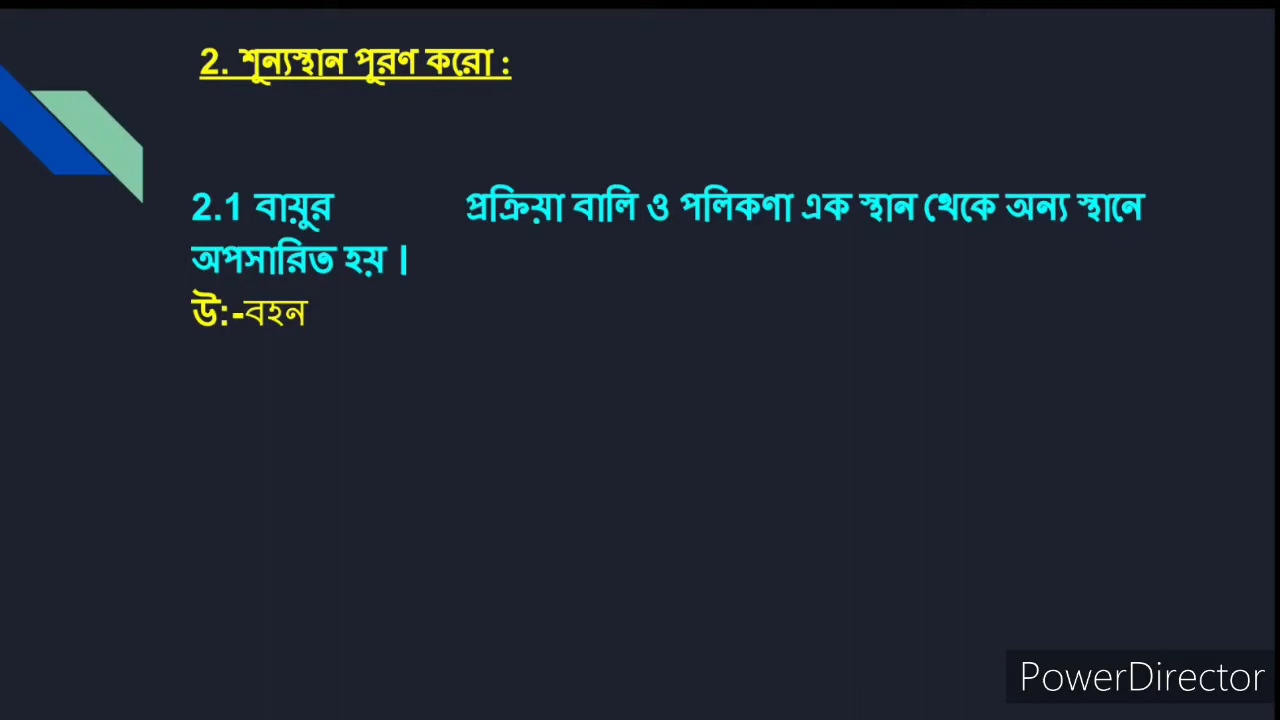 2. শূন্যস্থান পূরণ করো :
2.1 বায়ুর প্রক্রিয়া বালি ও পলিকণা এক স্থান থেকে অন্য স্থানে
অপসারিত হয় ।
উ:-বহন
PowerDirector